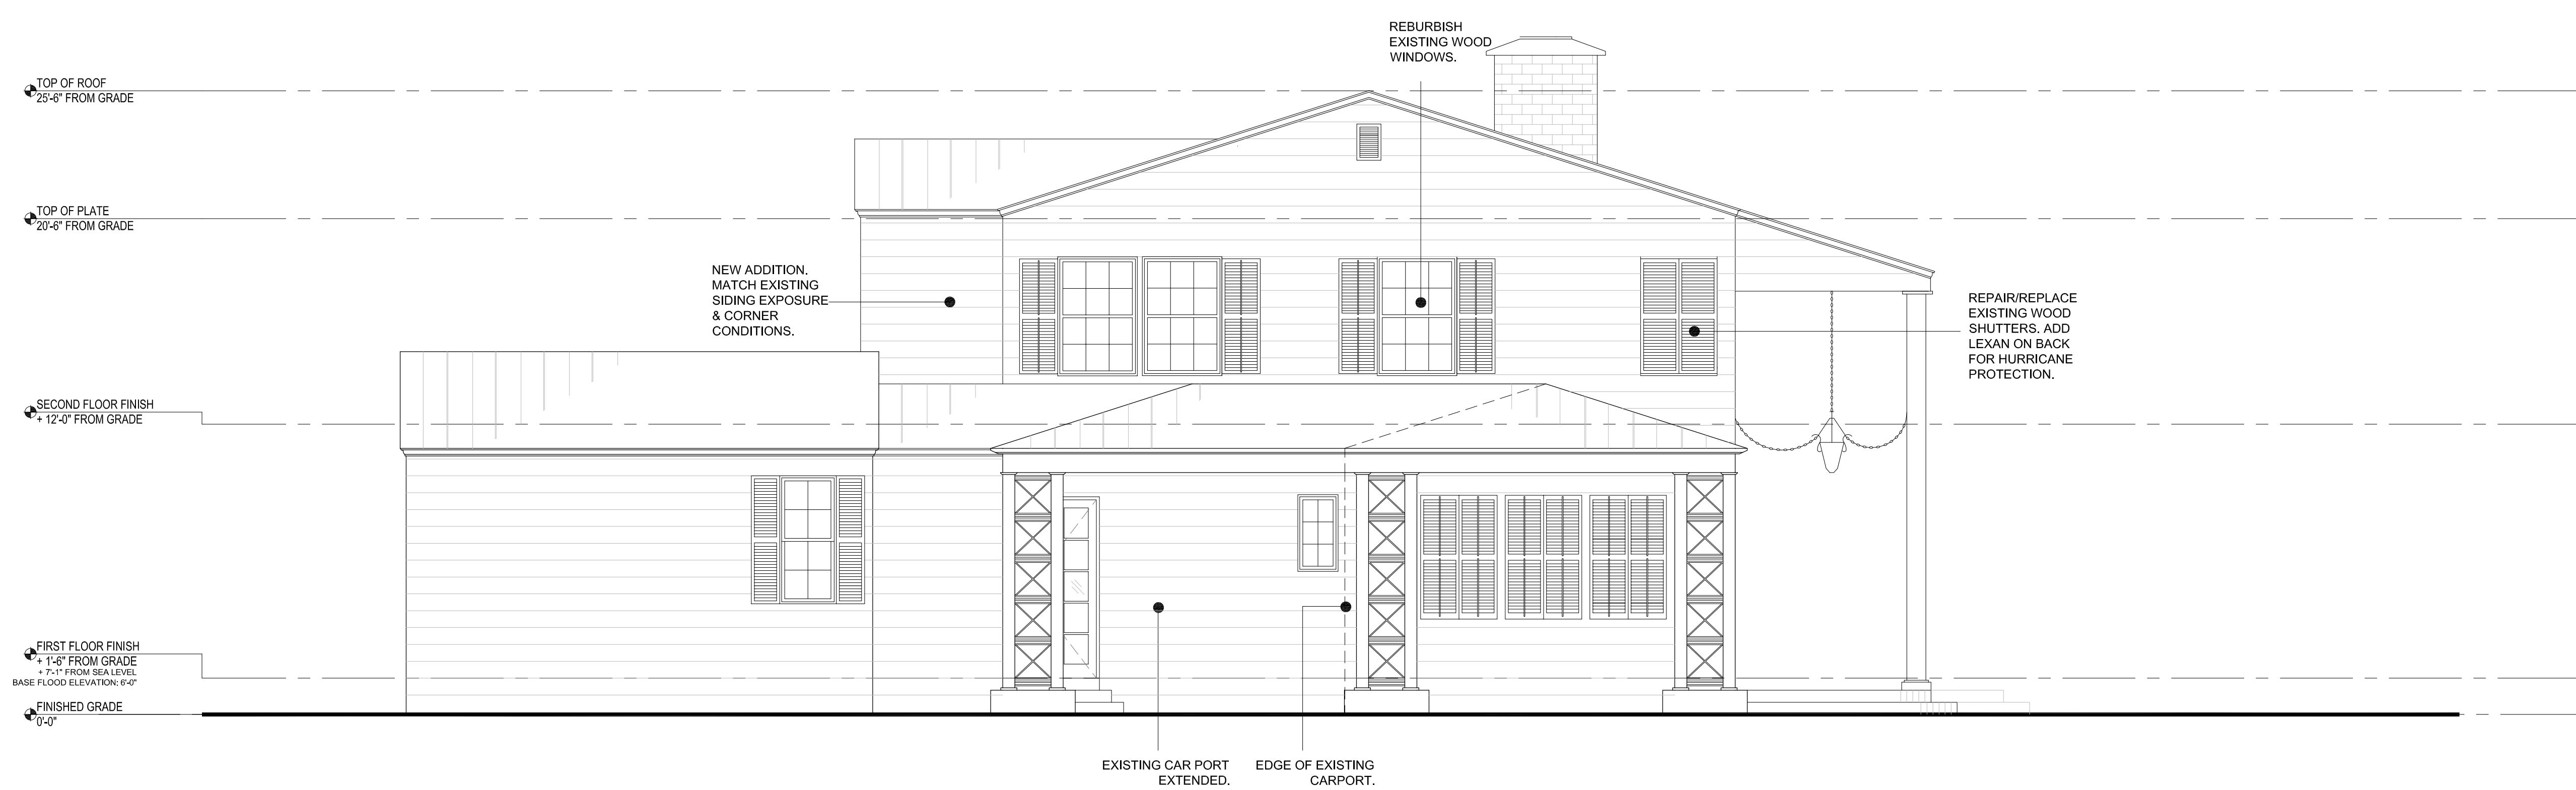 REBURBISH
EXISTING WOOD
WINDOWS.
TOP OF ROOF
25'-6" FROM GRADE
TOP OF PLATE
20'-6" FROM GRADE
NEW ADDITION.
MATCH EXISTING
SIDING EXPOSURE
& CORNER
CONDITIONS.
REPAIR/REPLACE
EXISTING WOOD
SHUTTERS. ADD
LEXAN ON BACK
FOR HURRICANE
PROTECTION.
SECOND FLOOR FINISH
+ 12'-0" FROM GRADE
FIRST FLOOR FINISH
+ 1'-6" FROM GRADE
+ 7'-1" FROM SEA LEVEL
BASE FLOOD ELEVATION: 6'-0"
FINISHED GRADE
0'-0"
EXISTING CAR PORT
EXTENDED.
EDGE OF EXISTING
CARPORT.